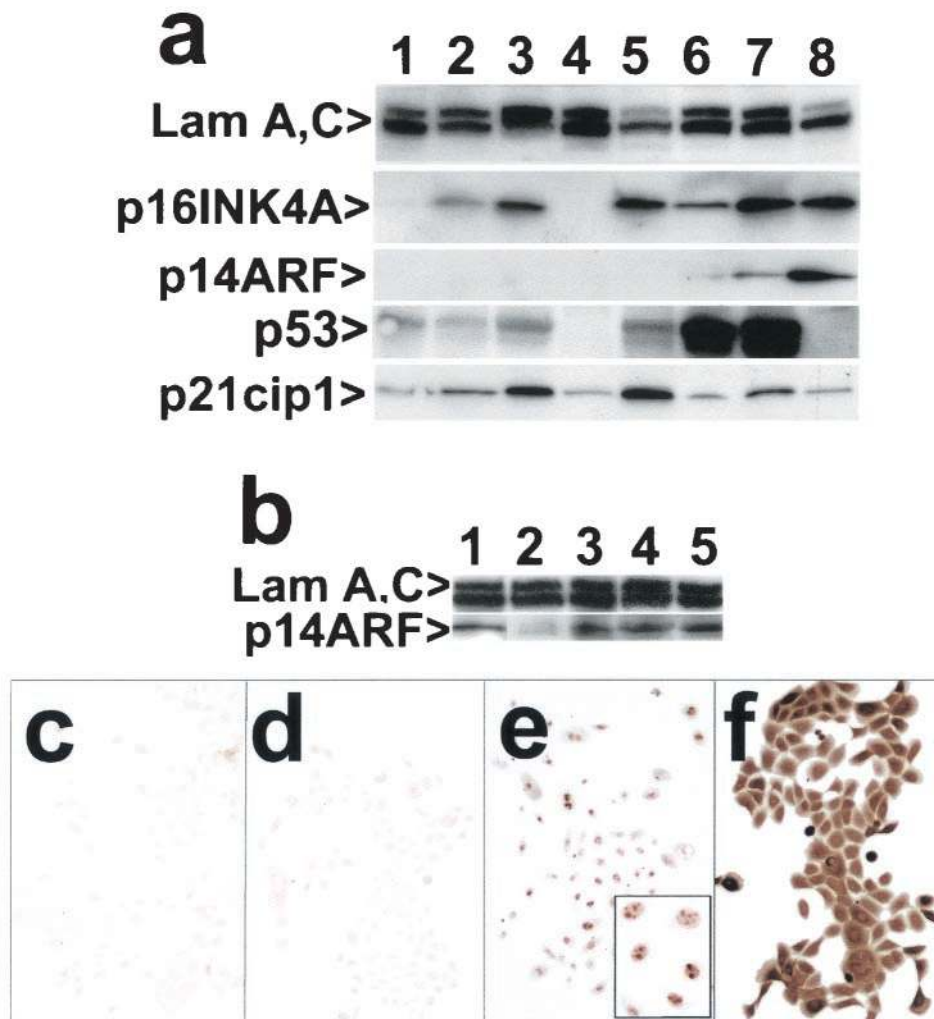 a
1 2 3 4 5 6 7 8
Lam A,C>
p16INK4A>
p14ARF>
p53>
p21cip1>
b
1 2 3 4 5
Lam A,C>
p14ARF>
c d e f